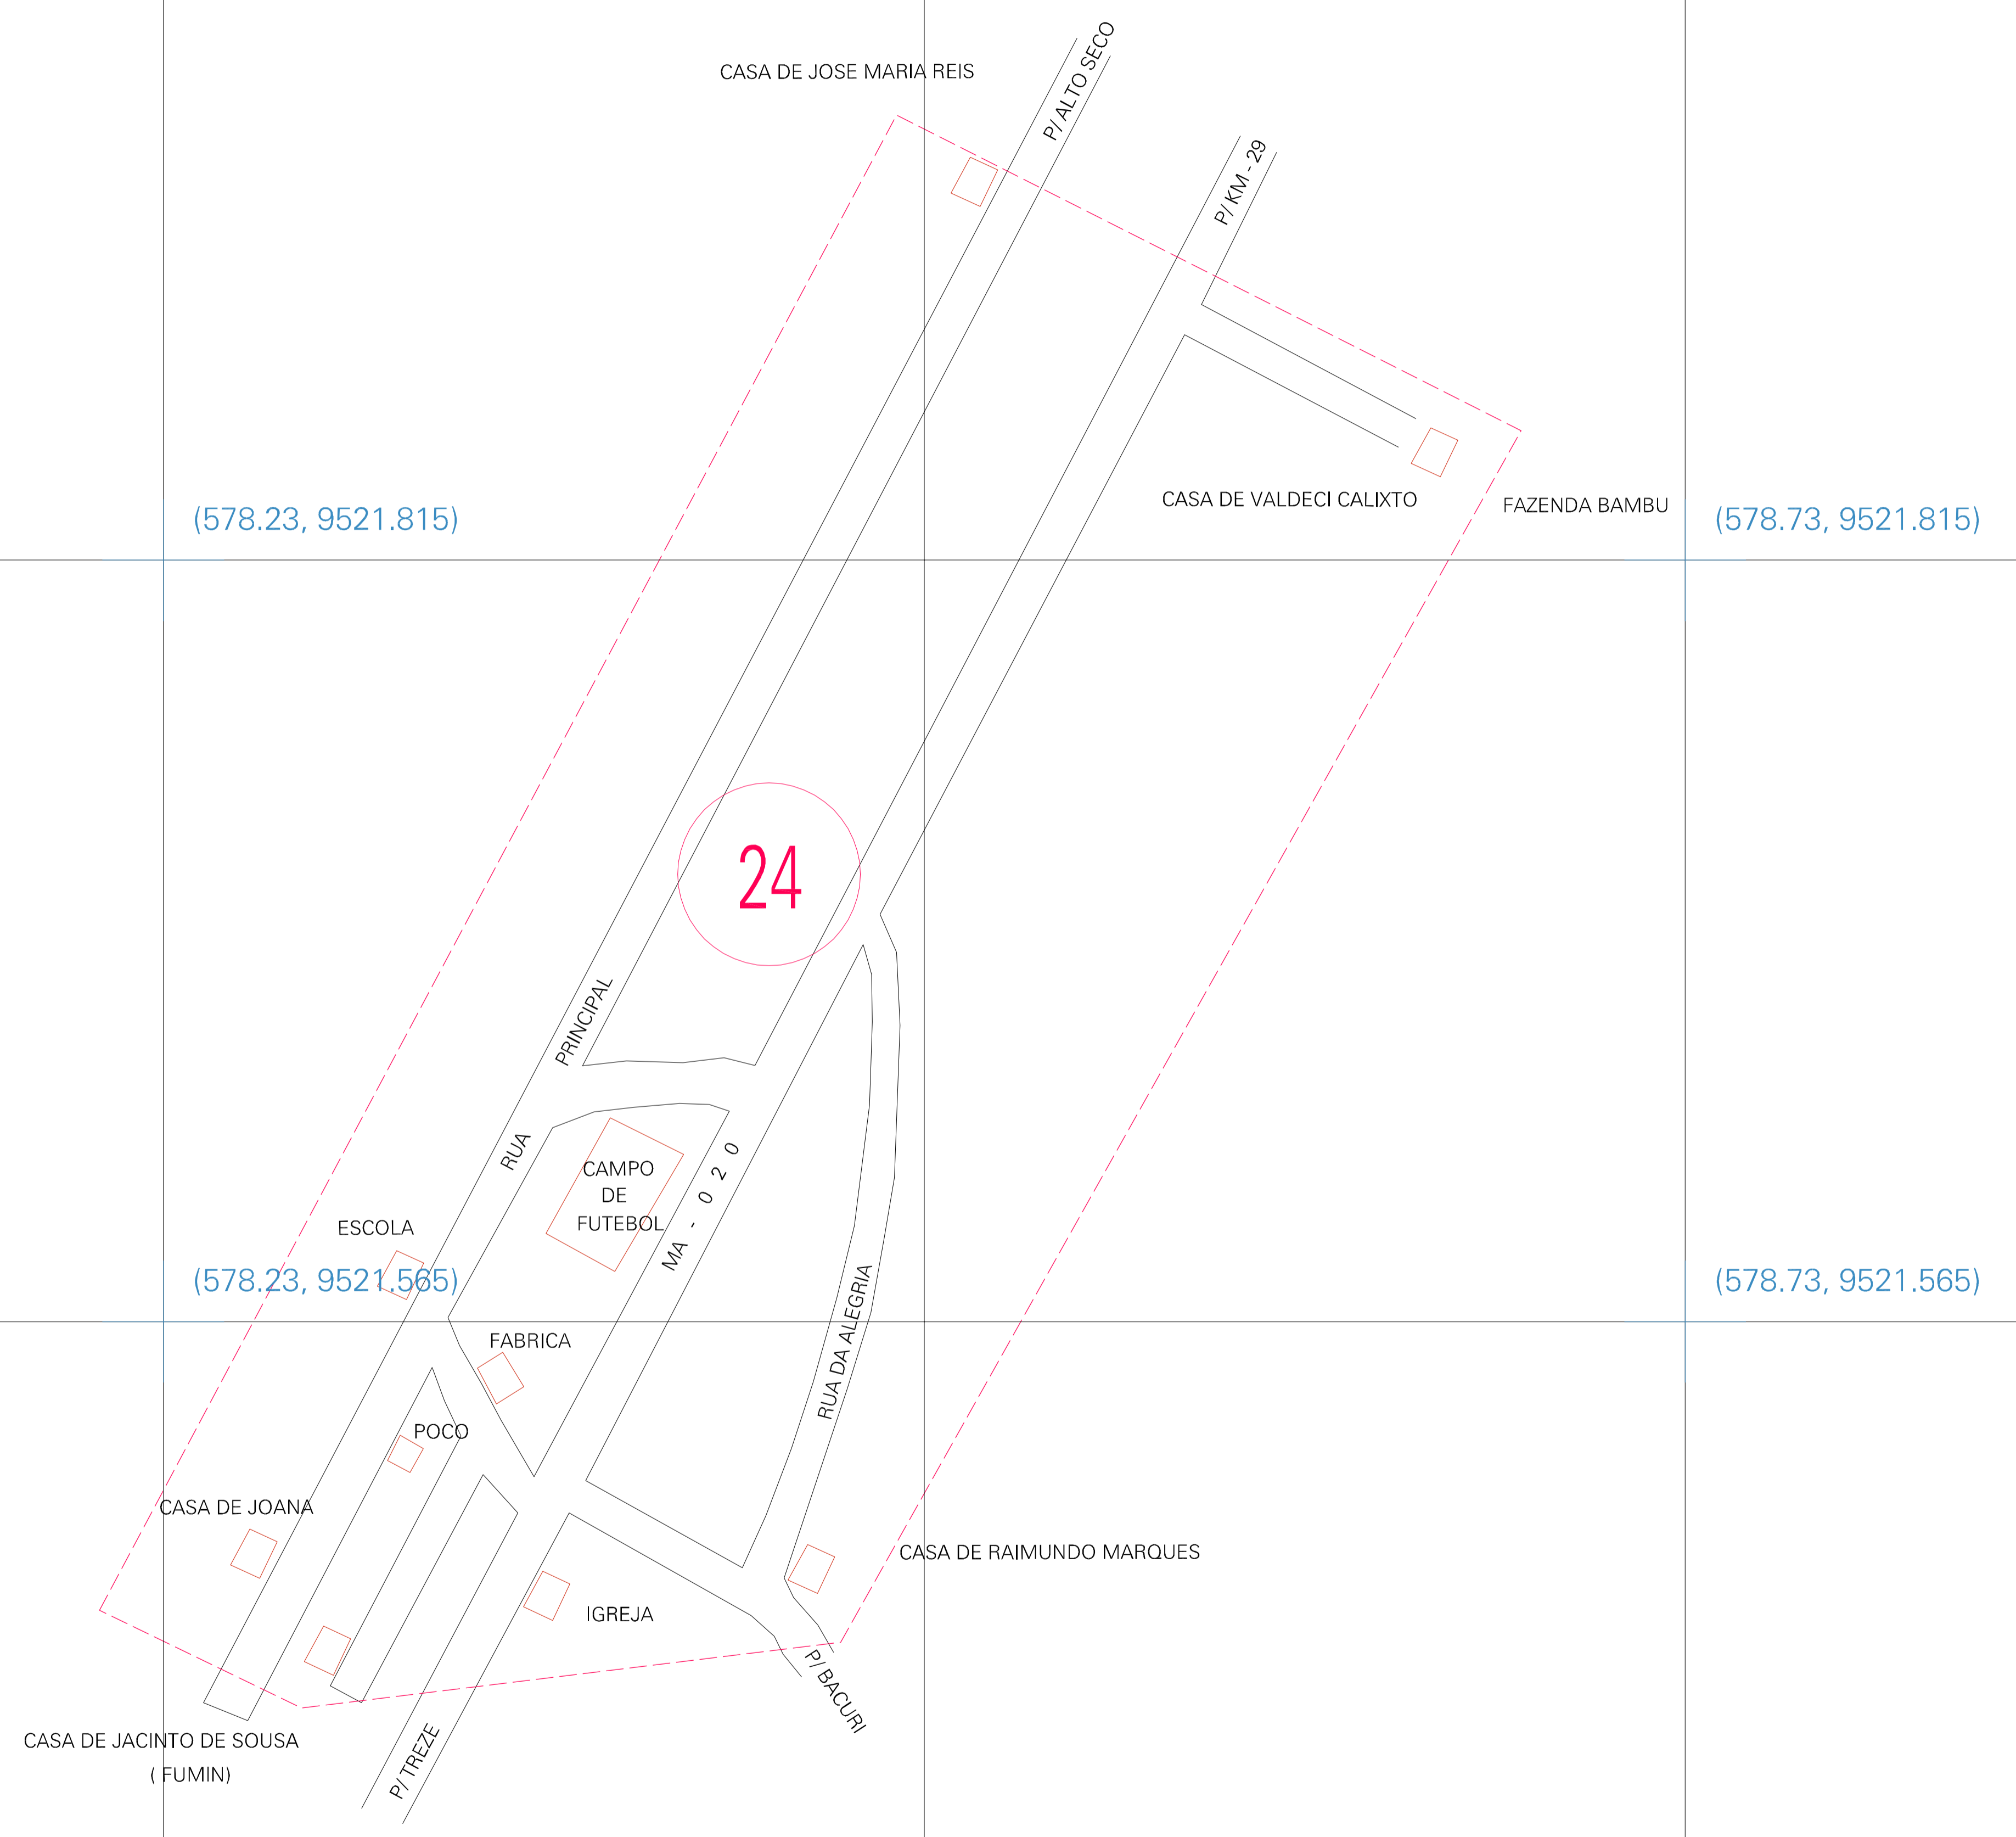 P/ ALTO SECO
CASA DE JOSE MARIA REIS
P/ KM - 29
CASA DE VALDECI CALIXTO
FAZENDA BAMBU
(578.23, 9521.815)
(578.73, 9521.815)
24
RUA PRINCIPAL
CAMPO
DE
FUTEBOL
MA - 020
ESCOLA
(578.23, 9521.565)
(578.73, 9521.565)
FABRICA
RUA DA ALEGRIA
POCO
CASA DE JOANA
CASA DE RAIMUNDO MARQUES
IGREJA
P/ BACURI
CASA DE JACINTO DE SOUSA
( FUMIN)
P/ TREZE